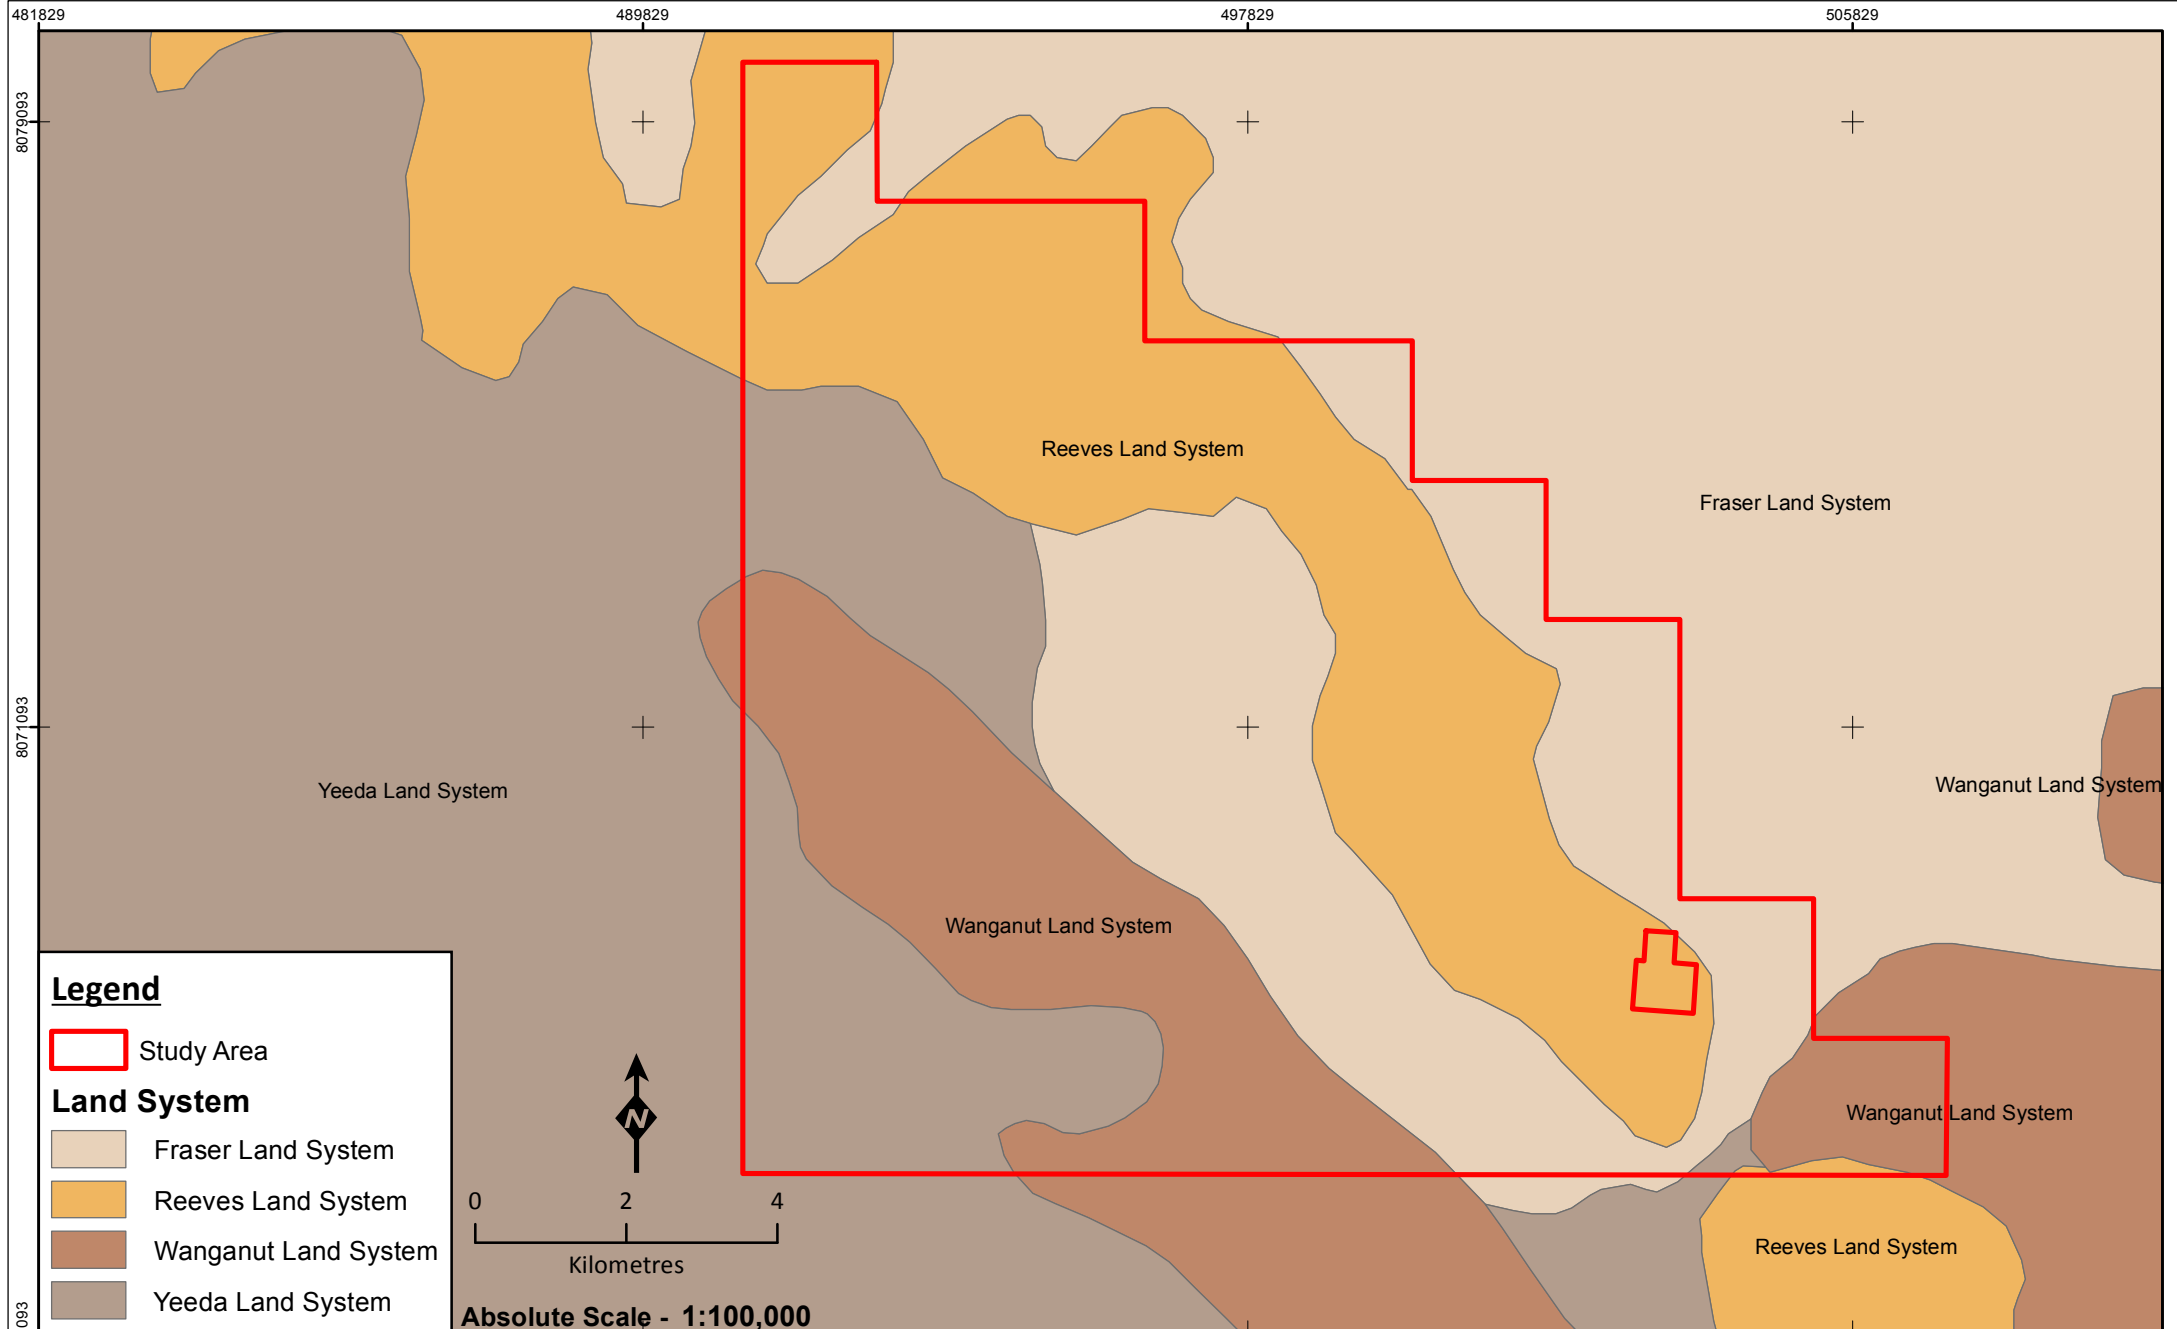 481829 489829 497829 505829
8079093
Reeves Land System
Fraser Land System
8071093
Yeeda Land System
Wanganut Land System
Wanganut Land System
Legend
Study Area
Land System
Fraser Land System
Reeves Land System
Wanganut Land System
Yeeda Land System
N
0 2 4
Kilometres
Absolute Scale - 1:100,000
Wanganut Land System
Reeves Land System
093